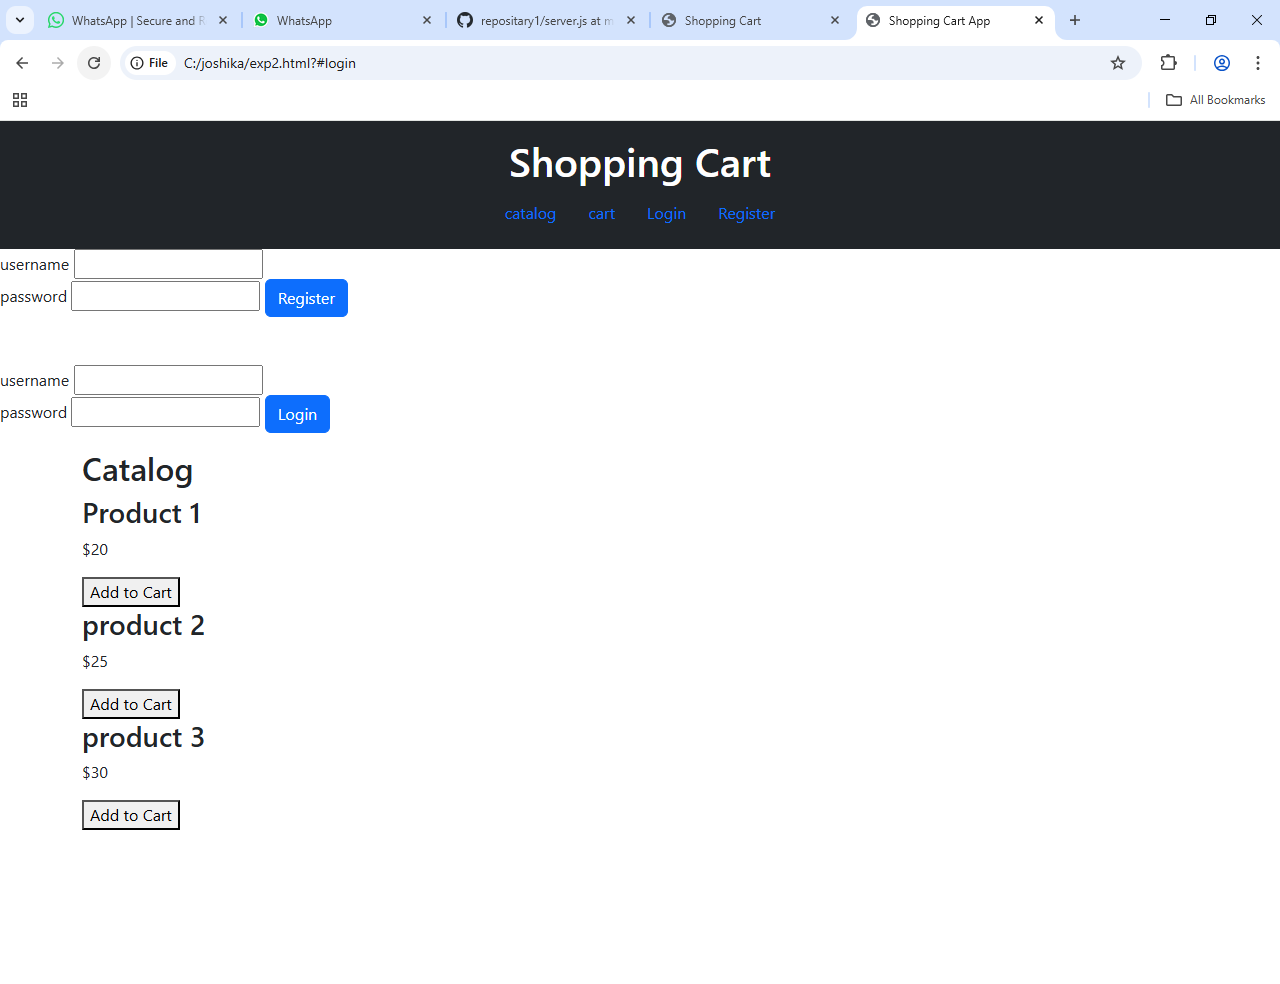 WhatsApp | Secure and R
WhatsApp
repositary1/server.js at m
Shopping Cart
Shopping Cart App
File C:/joshika/exp2.html?#login
All Bookmarks
Shopping Cart
catalog cart Login Register
username
password Register
username
password Login
Catalog
Product 1
$20
Add to Cart
product 2
$25
Add to Cart
product 3
$30
Add to Cart